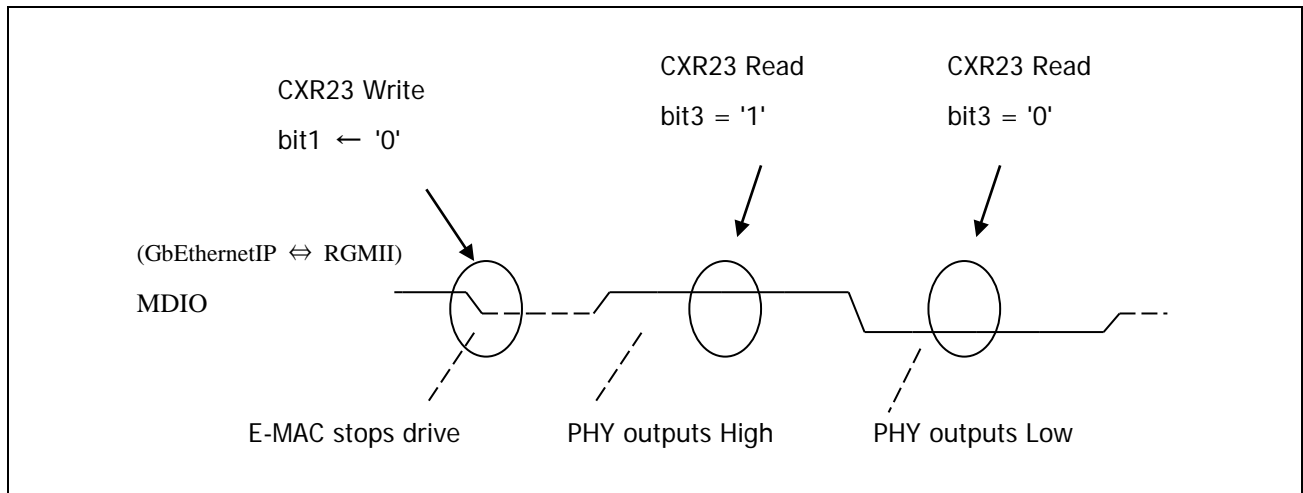 CXR23 Write
bit1 ← '0'
CXR23 Read
bit3 = '1'
CXR23 Read
bit3 = '0'
(GbEthernetIP ⇔ RGMII)
MDIO
E-MAC stops drive
PHY outputs High
PHY outputs Low